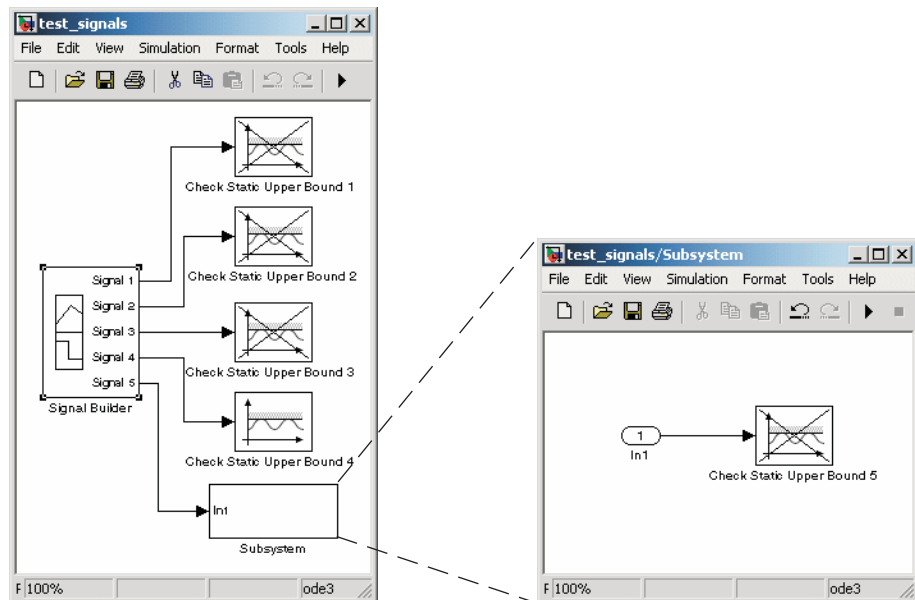 test_signals
File Edit View Simulation Format Tools Help
Check Static Upper Bound 1
Check Static Upper Bound 2
Signal 1
Signal 2
Signal 3
Signal 4
Signal 5
Signal Builder
Check Static Upper Bound 3
Check Static Upper Bound 4
In1
Subsystem
F 100% ode3
test_signals/Subsystem
File Edit View Simulation Format Tools Help
1
In1
Check Static Upper Bound 5
F 100% ode3